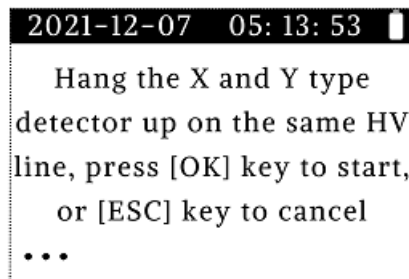 2021-12-07 05: 13: 53
Hang the X and Y type
detector up on the same HV
line, press [OK] key to start,
or [ESC] key to cancel
...